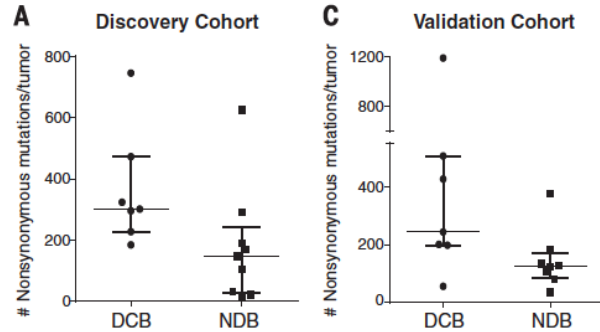 A Discovery Cohort
# Nonsynonymous mutations/tumor
800
600
400
200
0
DCB NDB
C Validation Cohort
# Nonsynonymous mutations/tumor
1200
800
400
200
0
DCB NDB